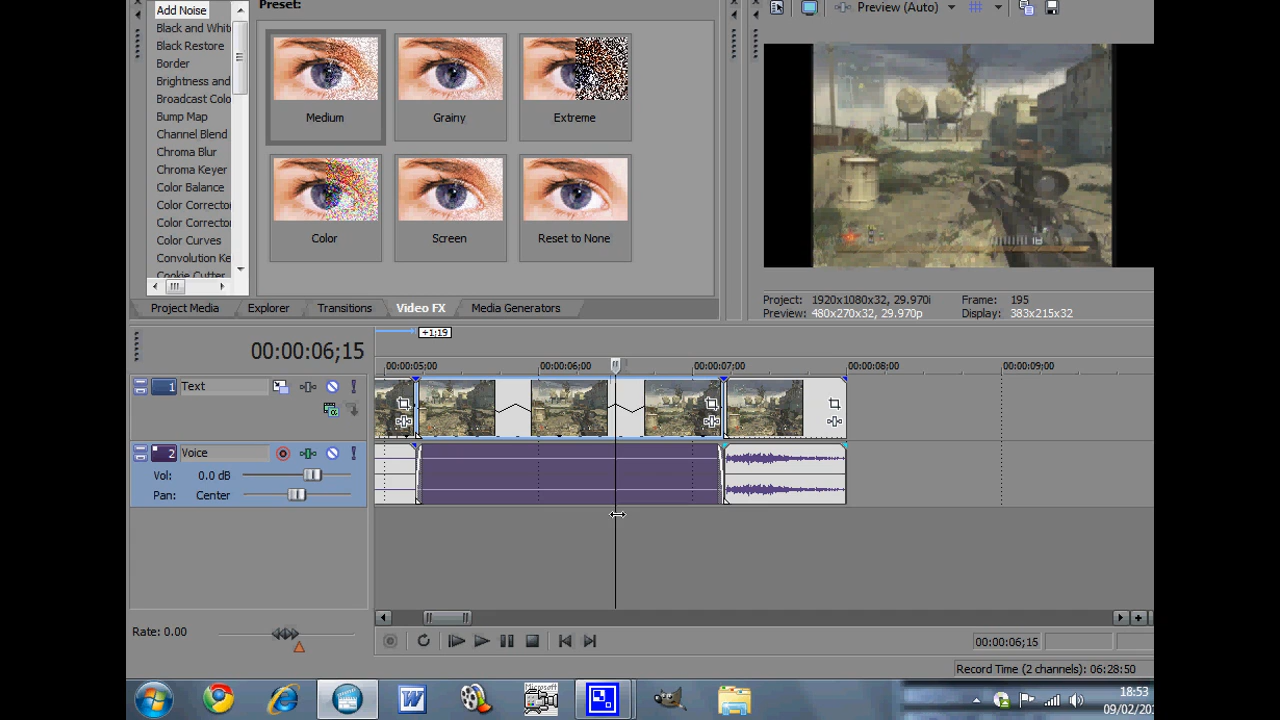 Preset:
Preview (Auto)
Add Noise
Black and Whit
Black Restore
Border
Brightness and
Broadcast Colo
Bump Map
Channel Blend
Chroma Blur
Chroma Keyer
Color Balance
Color Corrector
Color Corrector
Color Curves
Convolution Ke
Cookie Cutter
Medium
Grainy
Extreme
Color
Screen
Reset to None
Project Media
Explorer
Transitions
Video FX
Media Generators
Project: 1920x1080x32, 29.970i
Frame: 195
Preview: 480x270x32, 29.970p
Display: 383x215x32
+1;19
00:00:06;15
00:00:05;00
00:00:06;00
00:00:07;00
00:00:08;00
00:00:09;00
1 Text
2 Voice
Vol: 0.0 dB
Pan: Center
Rate: 0.00
00:00:06;15
Record Time (2 channels): 06:28:50
Microsoft
W
18:53
09/02/20